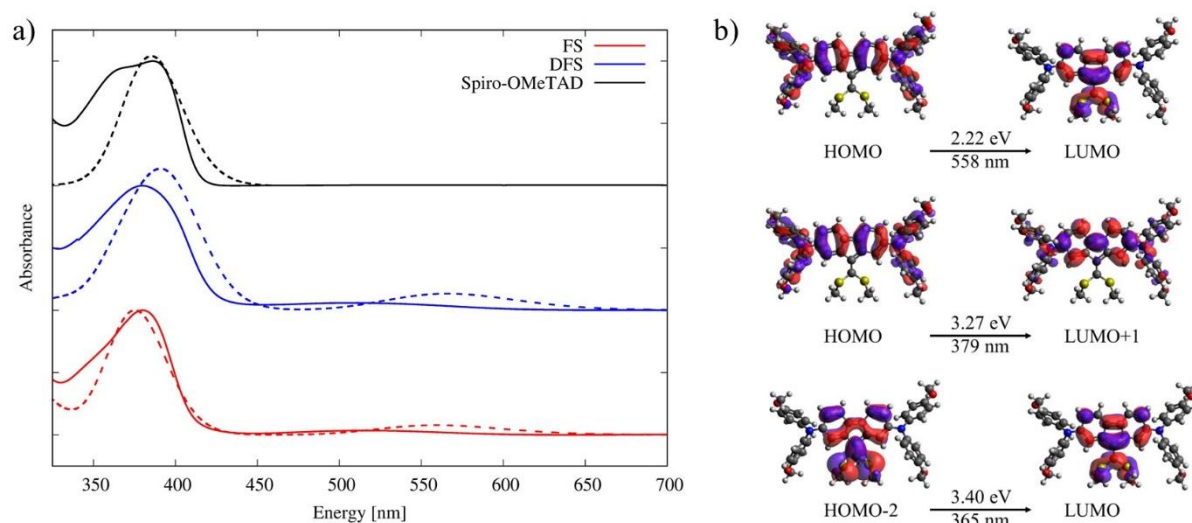 a)
FS
DFS
Spiro-OMeTAD
Absorbance
350 400 450 500 550 600 650 700
Energy [nm]
b)
2.22 eV
HOMO LUMO
558 nm
3.27 eV
HOMO LUMO+1
379 nm
3.40 eV
HOMO-2 LUMO
365 nm